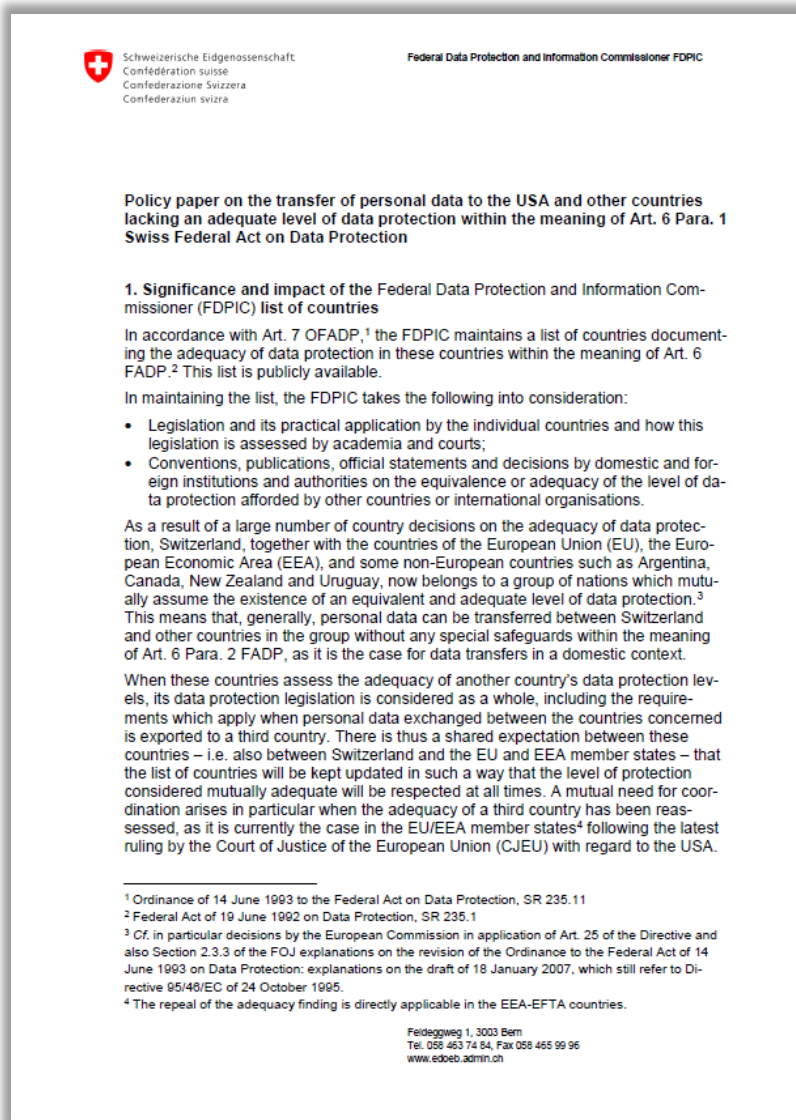 Schweizerische Eidgenossenschaft
Confédération suisse
Confederazione Svizzera
Confederaziun svizra
Federal Data Protection and Information Commissioner FDPIC
Policy paper on the transfer of personal data to the USA and other countries
lacking an adequate level of data protection within the meaning of Art. 6 Para. 1
Swiss Federal Act on Data Protection
1. Significance and impact of the Federal Data Protection and Information Com-
missioner (FDPIC) list of countries
In accordance with Art. 7 OFADP,¹ the FDPIC maintains a list of countries document-
ing the adequacy of data protection in these countries within the meaning of Art. 6
FADP.² This list is publicly available.
In maintaining the list, the FDPIC takes the following into consideration:
• Legislation and its practical application by the individual countries and how this
legislation is assessed by academia and courts;
• Conventions, publications, official statements and decisions by domestic and for-
eign institutions and authorities on the equivalence or adequacy of the level of da-
ta protection afforded by other countries or international organisations.
As a result of a large number of country decisions on the adequacy of data protec-
tion, Switzerland, together with the countries of the European Union (EU), the Euro-
pean Economic Area (EEA), and some non-European countries such as Argentina,
Canada, New Zealand and Uruguay, now belongs to a group of nations which mutu-
ally assume the existence of an equivalent and adequate level of data protection.³
This means that, generally, personal data can be transferred between Switzerland
and other countries in the group without any special safeguards within the meaning
of Art. 6 Para. 2 FADP, as it is the case for data transfers in a domestic context.
When these countries assess the adequacy of another country's data protection lev-
els, its data protection legislation is considered as a whole, including the require-
ments which apply when personal data exchanged between the countries concerned
is exported to a third country. There is thus a shared expectation between these
countries – i.e. also between Switzerland and the EU and EEA member states – that
the list of countries will be kept updated in such a way that the level of protection
considered mutually adequate will be respected at all times. A mutual need for coor-
dination arises in particular when the adequacy of a third country has been reas-
sessed, as it is currently the case in the EU/EEA member states⁴ following the latest
ruling by the Court of Justice of the European Union (CJEU) with regard to the USA.
¹ Ordinance of 14 June 1993 to the Federal Act on Data Protection, SR 235.11
² Federal Act of 19 June 1992 on Data Protection, SR 235.1
³ Cf. in particular decisions by the European Commission in application of Art. 25 of the Directive and
also Section 2.3.3 of the FOJ explanations on the revision of the Ordinance to the Federal Act of 14
June 1993 on Data Protection: explanations on the draft of 18 January 2007, which still refer to Di-
rective 95/46/EC of 24 October 1995.
⁴ The repeal of the adequacy finding is directly applicable in the EEA-EFTA countries.
Feldeggweg 1, 3003 Bern
Tel. 058 463 74 84, Fax 058 465 99 96
www.edoeb.admin.ch